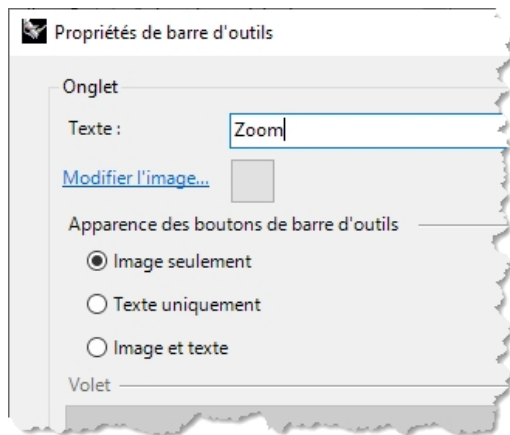 Propriétés de barre d'outils
Onglet
Texte :
Zoom
Modifier l'image...
Apparence des boutons de barre d'outils
Image seulement
Texte uniquement
Image et texte
Volet